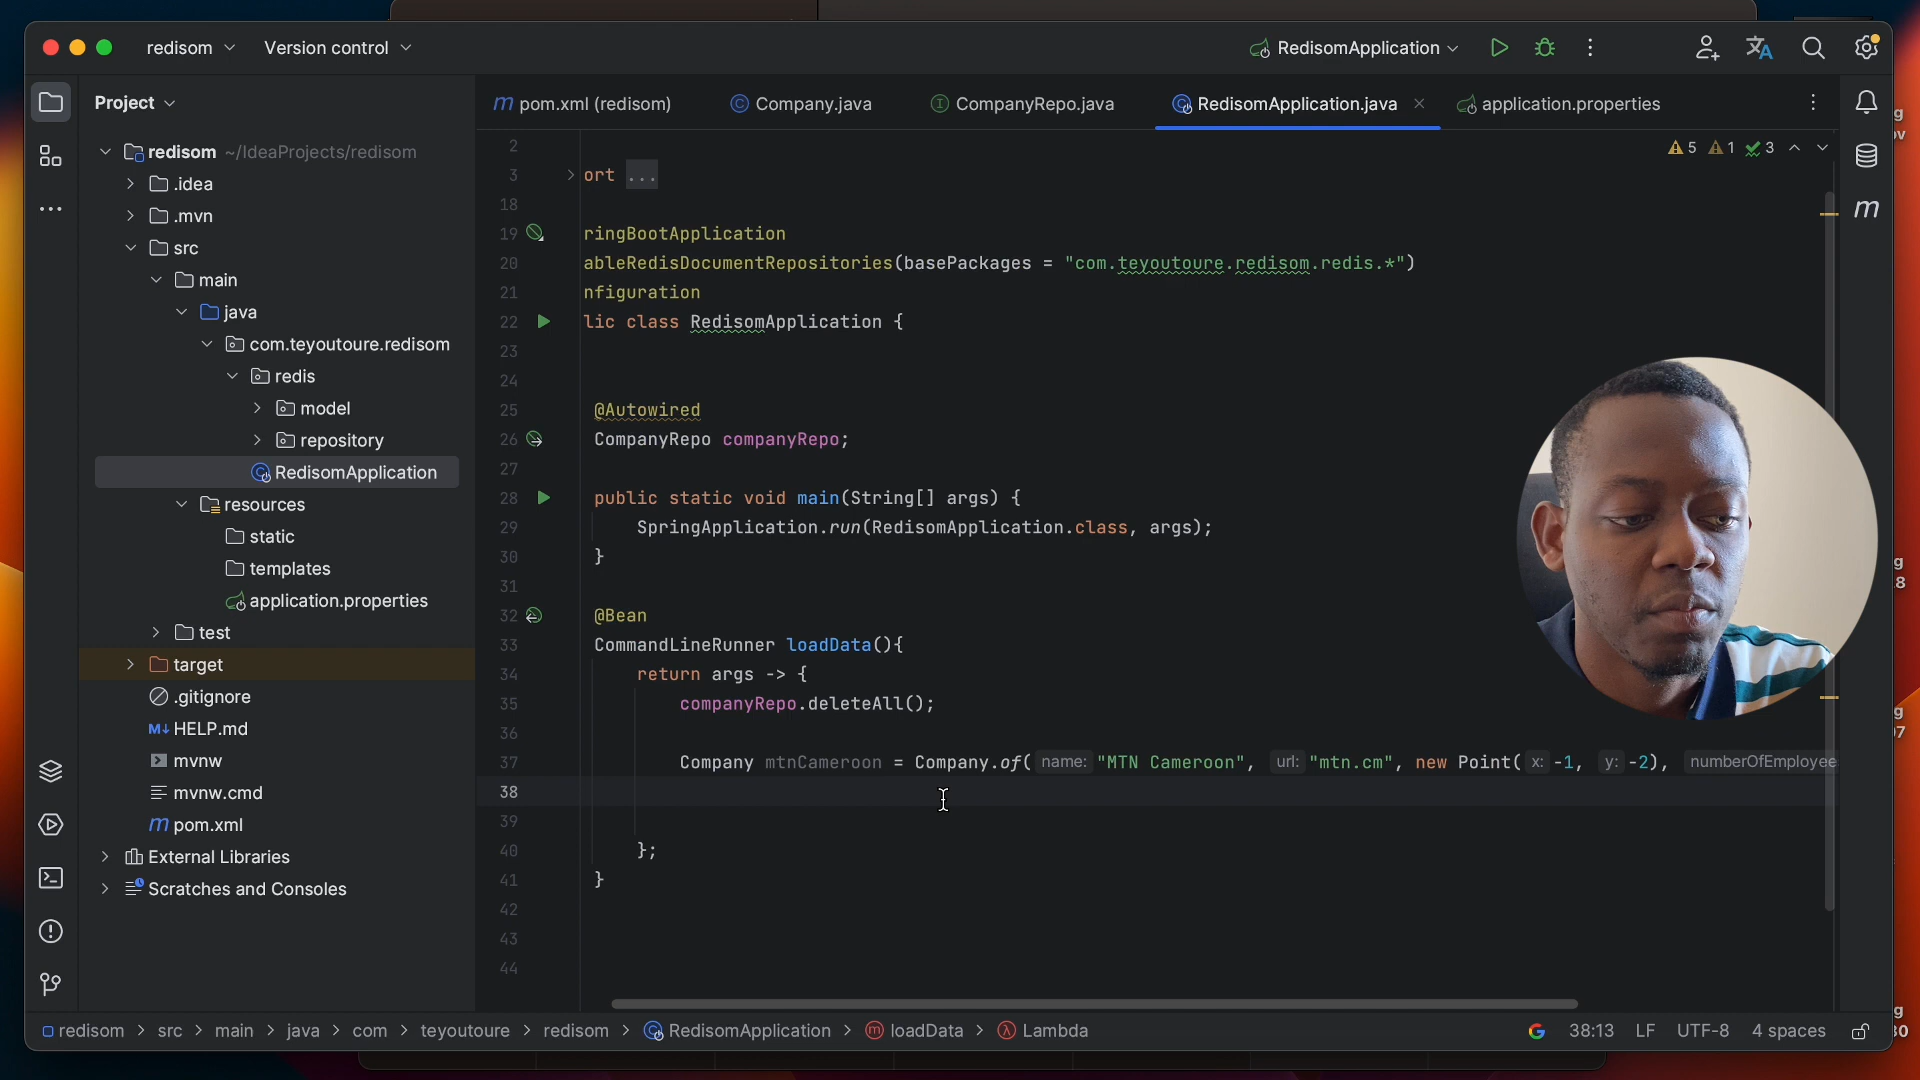 redisom
Version control
RedisomApplication
Project
pom.xml (redisom)
Company.java
CompanyRepo.java
RedisomApplication.java
application.properties
redisom ~/IdeaProjects/redisom
.idea
.mvn
src
main
java
com.teyoutoure.redisom
redis
model
repository
RedisomApplication
resources
static
templates
application.properties
test
target
.gitignore
HELP.md
mvnw
mvnw.cmd
pom.xml
External Libraries
Scratches and Consoles
5 1 3
2
3 ort ...
18
19 ringBootApplication
20 ableRedisDocumentRepositories(basePackages = "com.teyoutoure.redisom.redis.*")
21 nfiguration
22 lic class RedisomApplication {
23
24
25 @Autowired
26 CompanyRepo companyRepo;
27
28 public static void main(String[] args) {
29 SpringApplication.run(RedisomApplication.class, args);
30 }
31
32 @Bean
33 CommandLineRunner loadData(){
34 return args -> {
35 companyRepo.deleteAll();
36
37 Company mtnCameroon = Company.of( name: "MTN Cameroon", url: "mtn.cm", new Point( x: -1, y: -2), numberOfEmployee
38
39
40 };
41 }
42
43
44
redisom > src > main > java > com > teyoutoure > redisom > RedisomApplication > loadData > Lambda
38:13 LF UTF-8 4 spaces